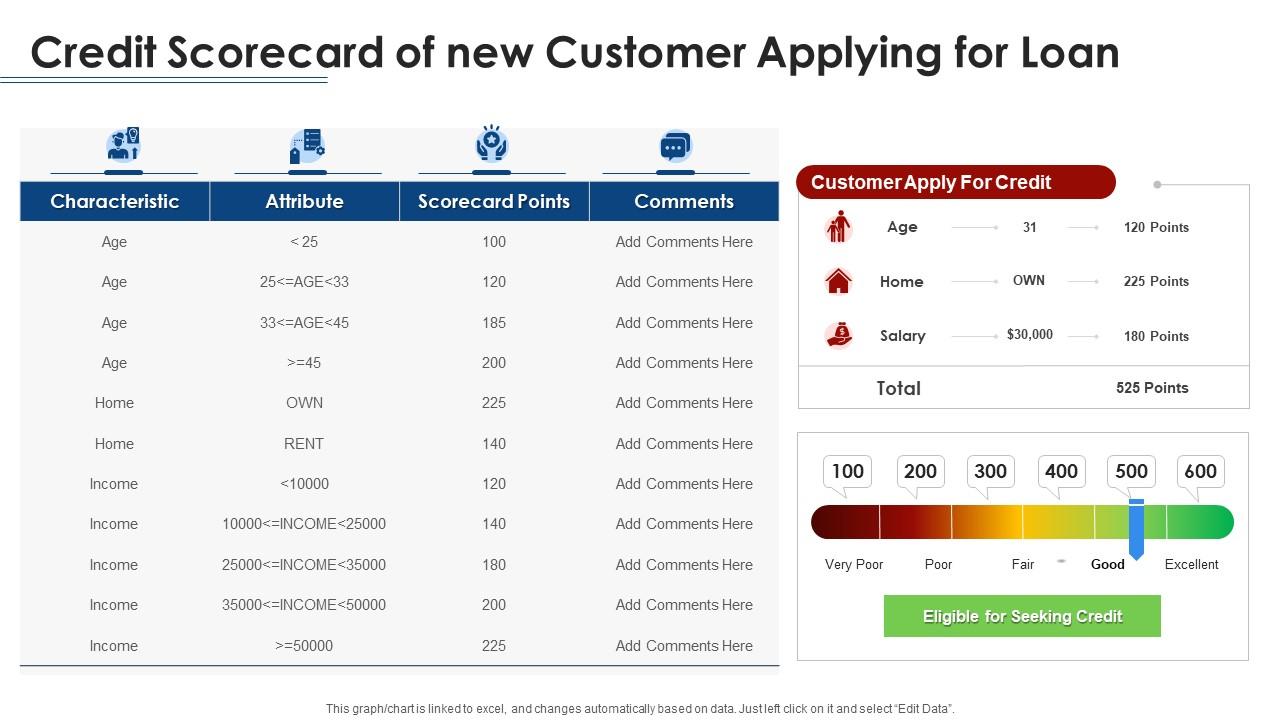 Credit Scorecard of new Customer Applying for Loan
Characteristic Attribute Scorecard Points Comments
Age < 25 100 Add Comments Here
Age 25<=AGE<33 120 Add Comments Here
Age 33<=AGE<45 185 Add Comments Here
Age >=45 200 Add Comments Here
Home OWN 225 Add Comments Here
Home RENT 140 Add Comments Here
Income <10000 120 Add Comments Here
Income 10000<=INCOME<25000 140 Add Comments Here
Income 25000<=INCOME<35000 180 Add Comments Here
Income 35000<=INCOME<50000 200 Add Comments Here
Income >=50000 225 Add Comments Here
Customer Apply For Credit
Age 31 120 Points
Home OWN 225 Points
Salary $30,000 180 Points
Total 525 Points
100 200 300 400 500 600
Very Poor Poor Fair Good Excellent
Eligible for Seeking Credit
This graph/chart is linked to excel, and changes automatically based on data. Just left click on it and select “Edit Data”.